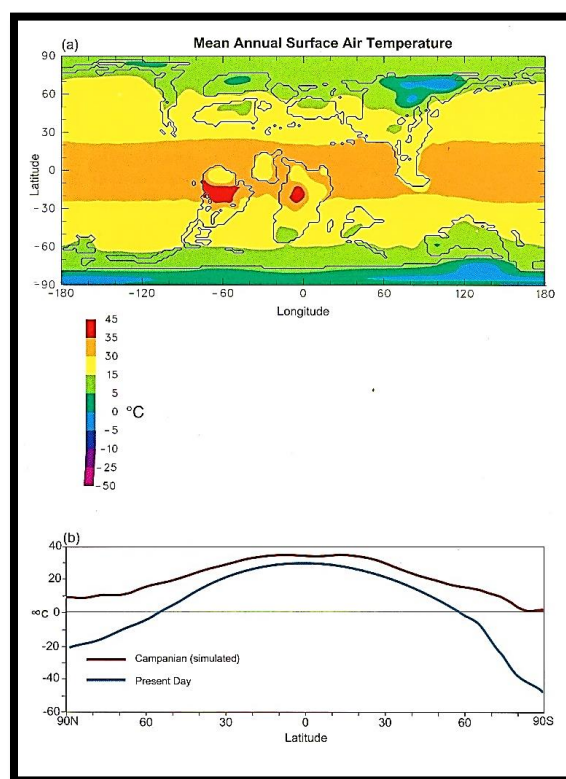 (a)
Mean Annual Surface Air Temperature
90
60
30
0
-30
-60
-90
Latitude
-180 -120 -60 0 60 120 180
Longitude
45
35
30
15
5
0
-5
-10
-25
-50
°C
(b)
40
20
0
-20
-40
-60
°C
Campanian (simulated)
Present Day
90N 60 30 0 30 60 90S
Latitude